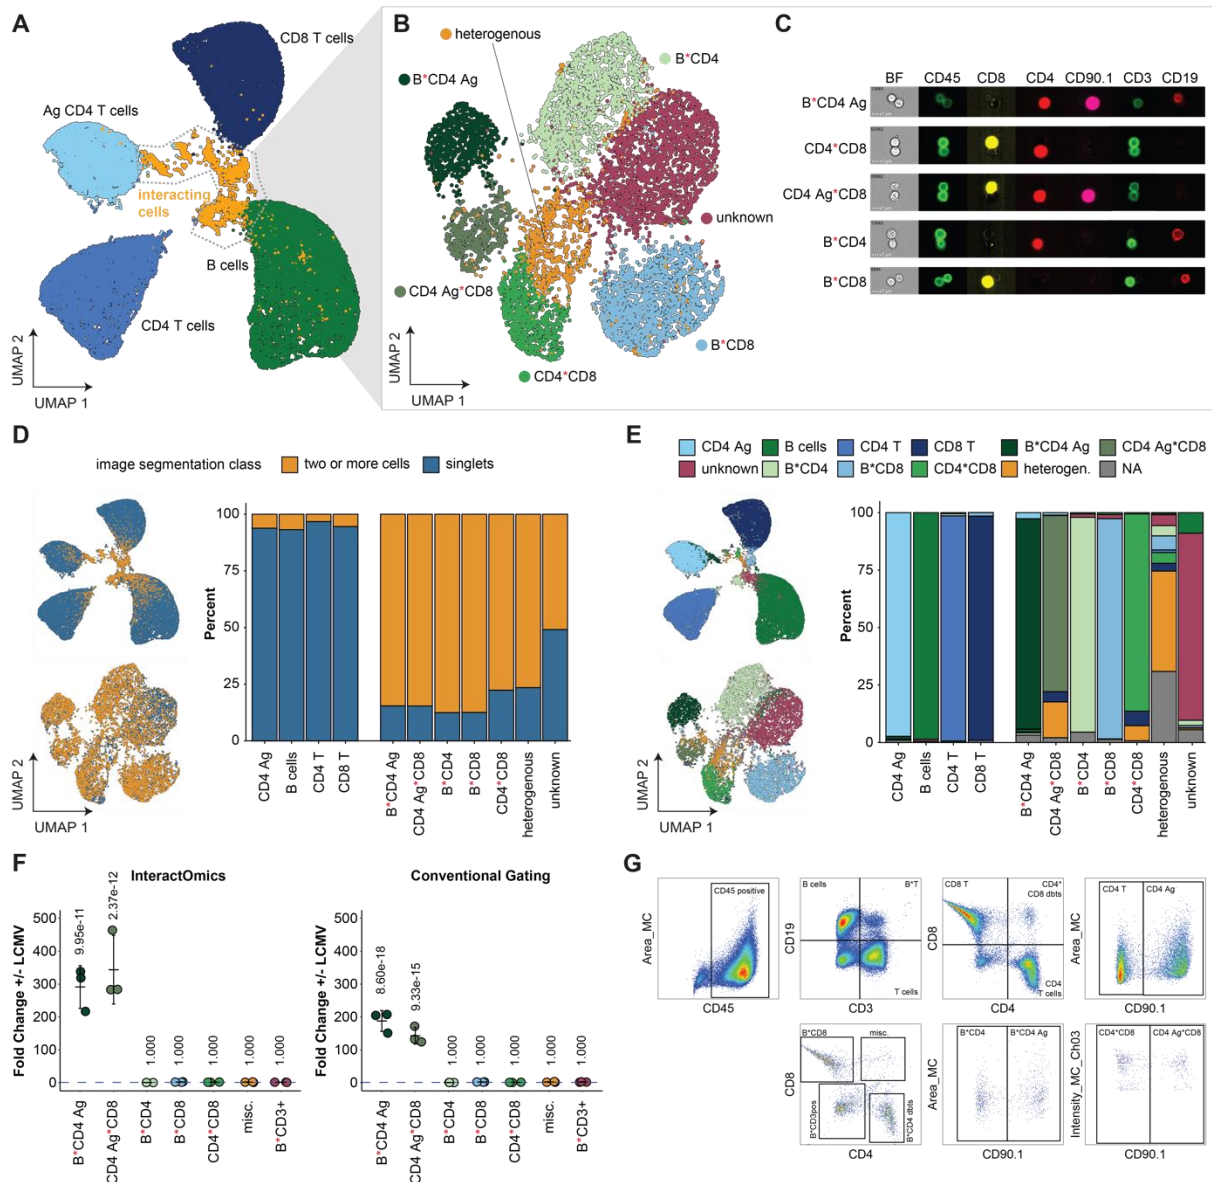 A
CD8 T cells
Ag CD4 T cells
interacting
cells
B cells
CD4 T cells
UMAP 2
UMAP 1
B
heterogenous
B*CD4
B*CD4 Ag
unknown
CD4 Ag*CD8
B*CD8
CD4*CD8
UMAP 2
UMAP 1
C
BF CD45 CD8 CD4 CD90.1 CD3 CD19
B*CD4 Ag
CD4*CD8
CD4 Ag*CD8
B*CD4
B*CD8
D
image segmentation class two or more cells singlets
UMAP 2
UMAP 1
Percent
100
75
50
25
0
CD4 Ag
B cells
CD4 T
CD8 T
B*CD4 Ag
CD4 Ag*CD8
B*CD4
B*CD8
CD4*CD8
heterogenous
unknown
E
CD4 Ag B cells CD4 T CD8 T B*CD4 Ag CD4 Ag*CD8
unknown B*CD4 B*CD8 CD4*CD8 heterogen. NA
UMAP 2
UMAP 1
Percent
100
75
50
25
0
CD4 Ag
B cells
CD4 T
CD8 T
B*CD4 Ag
CD4 Ag*CD8
B*CD4
B*CD8
CD4*CD8
heterogenous
unknown
F
InteractOmics
Fold Change +/- LCMV
500
400
300
200
100
0
9.95e-11
2.37e-12
1.000
1.000
1.000
1.000
1.000
B*CD4 Ag
CD4 Ag*CD8
B*CD4
B*CD8
CD4*CD8
misc.
B*CD3+
Conventional Gating
Fold Change +/- LCMV
500
400
300
200
100
0
8.60e-18
9.33e-15
1.000
1.000
1.000
1.000
1.000
B*CD4 Ag
CD4 Ag*CD8
B*CD4
B*CD8
CD4*CD8
misc.
B*CD3+
G
CD45 positive
Area_MC
CD45
B cells
B*T
T cells
CD19
CD3
CD8 T
CD4*
CD8 dbts
CD4
T cells
CD8
CD4
CD4 T
CD4 Ag
Area_MC
CD90.1
B*CD8
misc.
B*CD3pos
B*CD4 dbts
CD8
CD4
B*CD4
B*CD4 Ag
Area_MC
CD90.1
CD4*CD8
CD4 Ag*CD8
Intensity_MC_Ch03
CD90.1